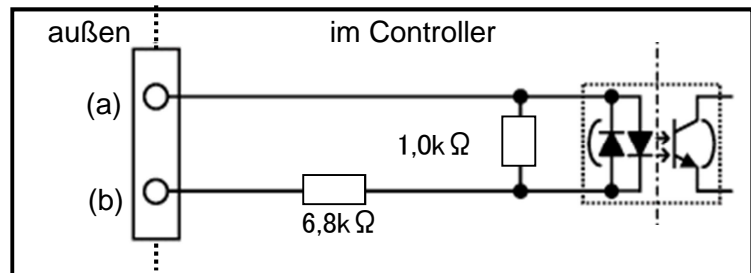 außen im Controller
(a)
1,0kΩ
(b)
6,8kΩ